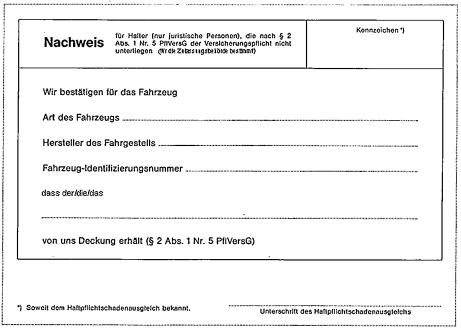 Nachweis
für Halter (nur juristische Personen), die nach § 2
Abs. 1 Nr. 5 PflVersG der Versicherungspflicht nicht
unterliegen (für die Zulassungsbehörde bestimmt)
Kennzeichen *)
Wir bestätigen für das Fahrzeug
Art des Fahrzeugs
Hersteller des Fahrgestells
Fahrzeug-Identifizierungsnummer
dass der/die/das
von uns Deckung erhält (§ 2 Abs. 1 Nr. 5 PflVersG)
*) Soweit dem Haftpflichtschadenausgleich bekannt.
Unterschrift des Haftpflichtschadenausgleichs